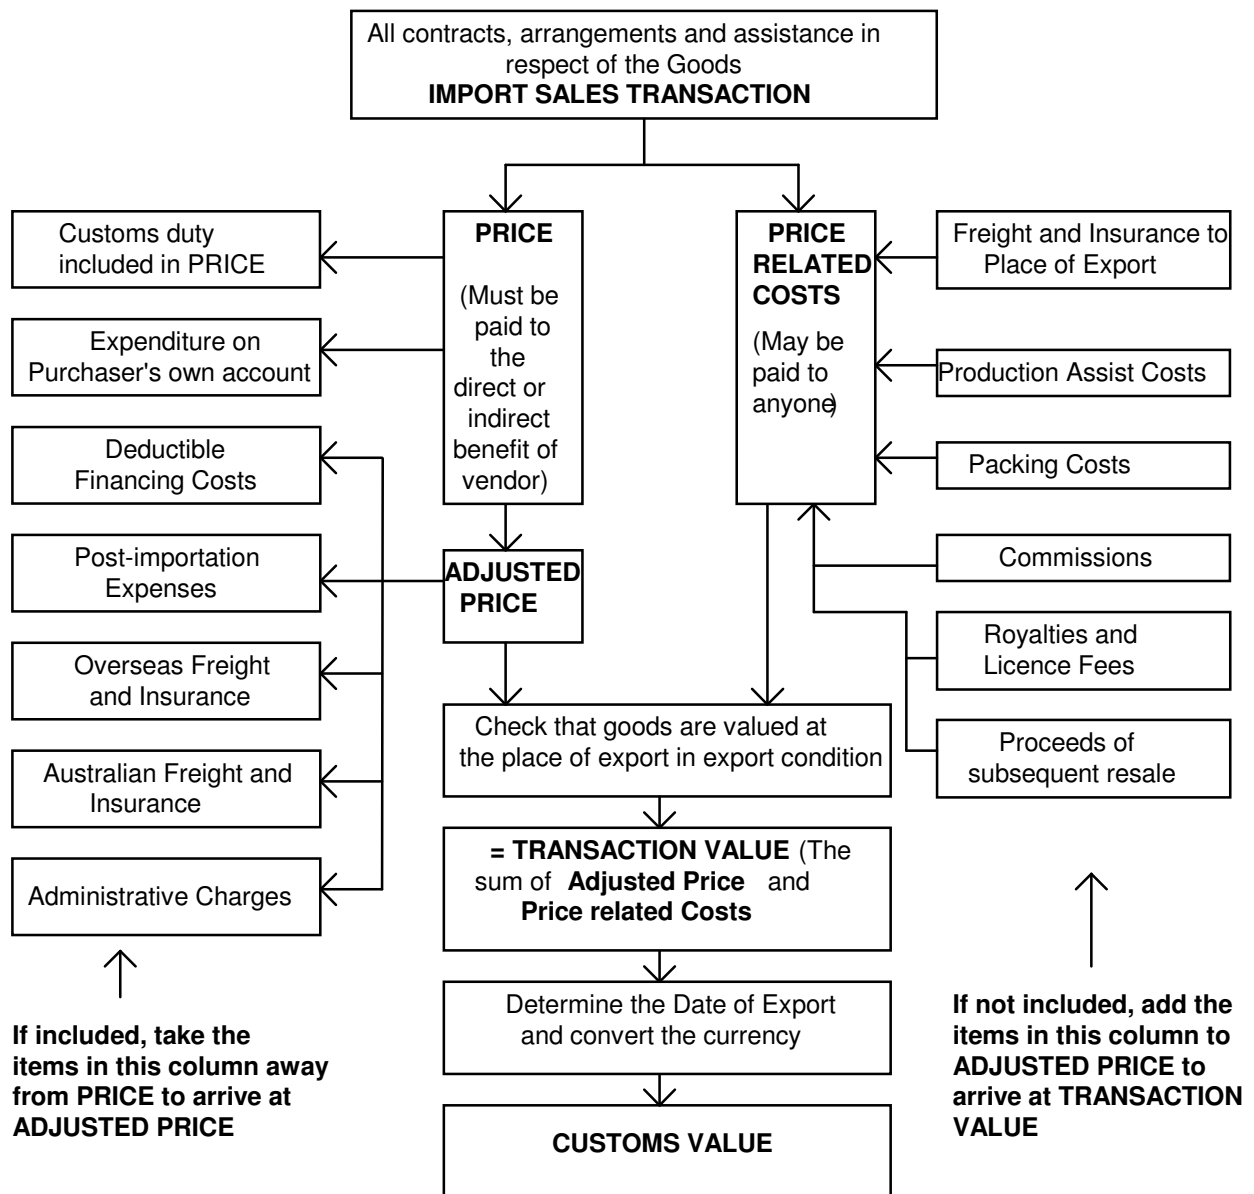 All contracts, arrangements and assistance in
respect of the Goods
IMPORT SALES TRANSACTION
Customs duty
included in PRICE
Expenditure on
Purchaser's own account
Deductible
Financing Costs
Post-importation
Expenses
Overseas Freight
and Insurance
Australian Freight and
Insurance
Administrative Charges
If included, take the
items in this column away
from PRICE to arrive at
ADJUSTED PRICE
PRICE
(Must be
paid to
the
direct or
indirect
benefit of
vendor)
ADJUSTED
PRICE
PRICE
RELATED
COSTS
(May be
paid to
anyone)
Check that goods are valued at
the place of export in export condition
= TRANSACTION VALUE (The
sum of Adjusted Price and
Price related Costs
Determine the Date of Export
and convert the currency
CUSTOMS VALUE
Freight and Insurance to
Place of Export
Production Assist Costs
Packing Costs
Commissions
Royalties and
Licence Fees
Proceeds of
subsequent resale
If not included, add the
items in this column to
ADJUSTED PRICE to
arrive at TRANSACTION
VALUE